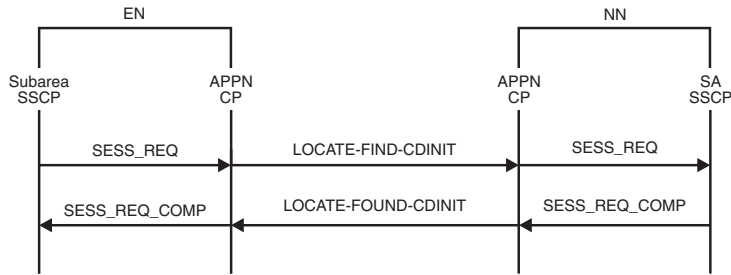 EN
NN
Subarea
SSCP
APPN
CP
APPN
CP
SA
SSCP
SESS_REQ
LOCATE-FIND-CDINIT
SESS_REQ
SESS_REQ_COMP
LOCATE-FOUND-CDINIT
SESS_REQ_COMP